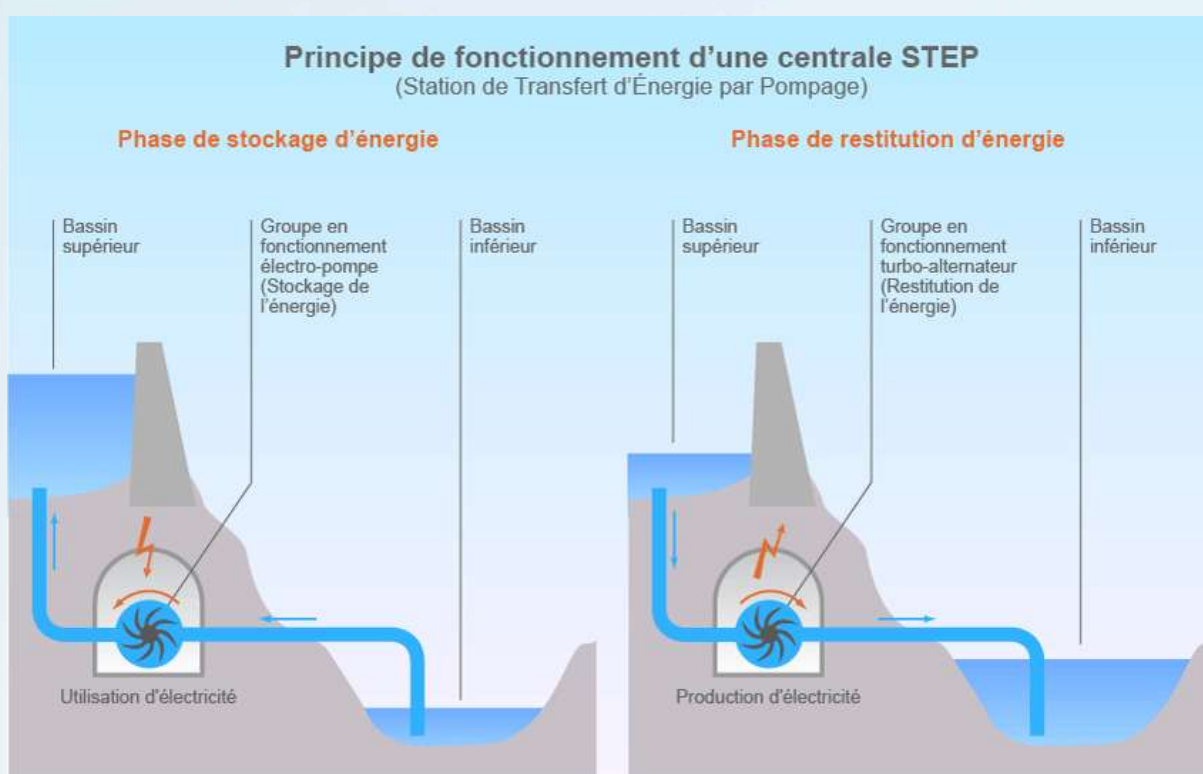 Principe de fonctionnement d’une centrale STEP
(Station de Transfert d’Énergie par Pompage)
Phase de stockage d’énergie
Bassin
supérieur
Groupe en
fonctionnement
électro-pompe
(Stockage de
l’énergie)
Bassin
inférieur
Utilisation d’électricité
Phase de restitution d’énergie
Bassin
supérieur
Groupe en
fonctionnement
turbo-alternateur
(Restitution de
l’énergie)
Bassin
inférieur
Production d’électricité